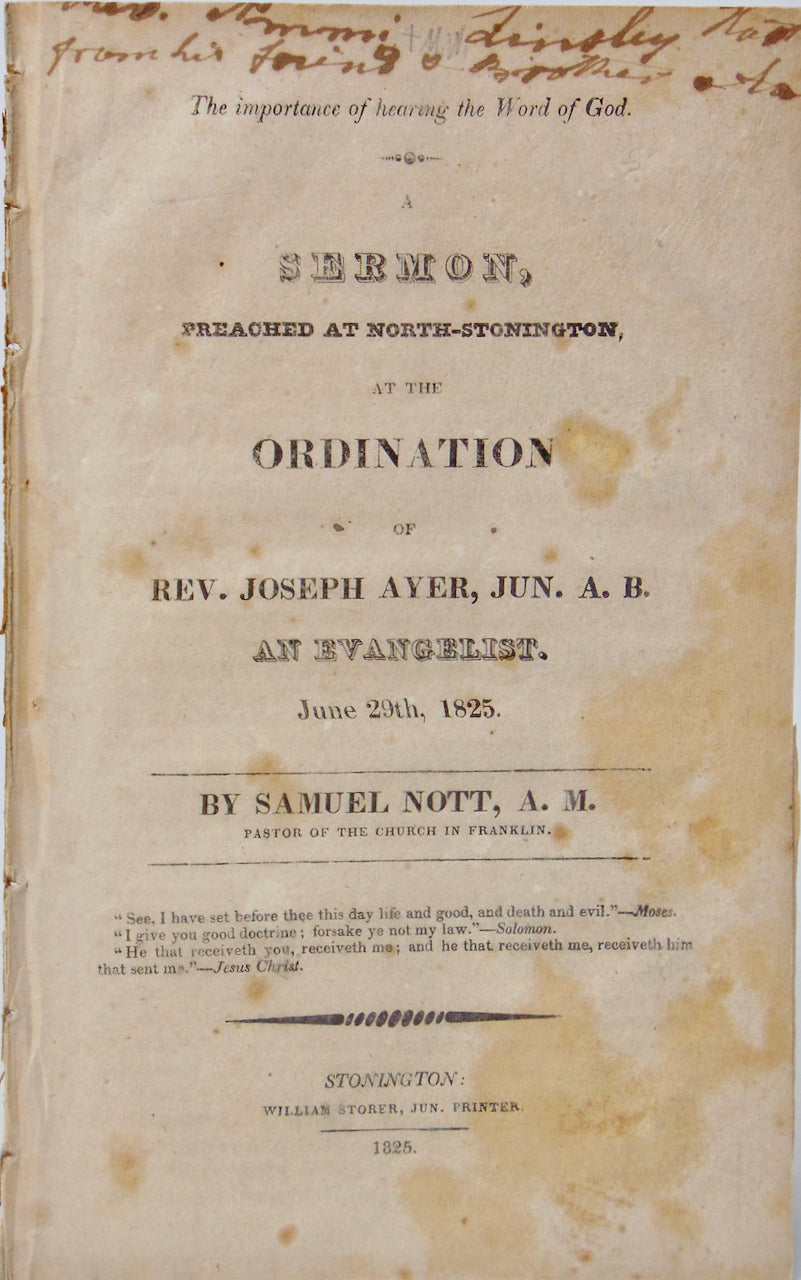 Linsley
from his friend & Brother
The importance of hearing the Word of God.
A
SERMON,
PREACHED AT NORTH-STONINGTON,
AT THE
ORDINATION
OF
REV. JOSEPH AYER, JUN. A. B.
AN EVANGELIST.
June 29th, 1825.
BY SAMUEL NOTT, A. M.
PASTOR OF THE CHURCH IN FRANKLIN.
“ See, I have set before thee this day life and good, and death and evil.”—Moses.
“ I give you good doctrine ; forsake ye not my law.”—Solomon.
“ He that receiveth you, receiveth me ; and he that receiveth me, receiveth him
that sent me.”—Jesus Christ.
STONINGTON:
WILLIAM STORER, JUN. PRINTER.
1825.